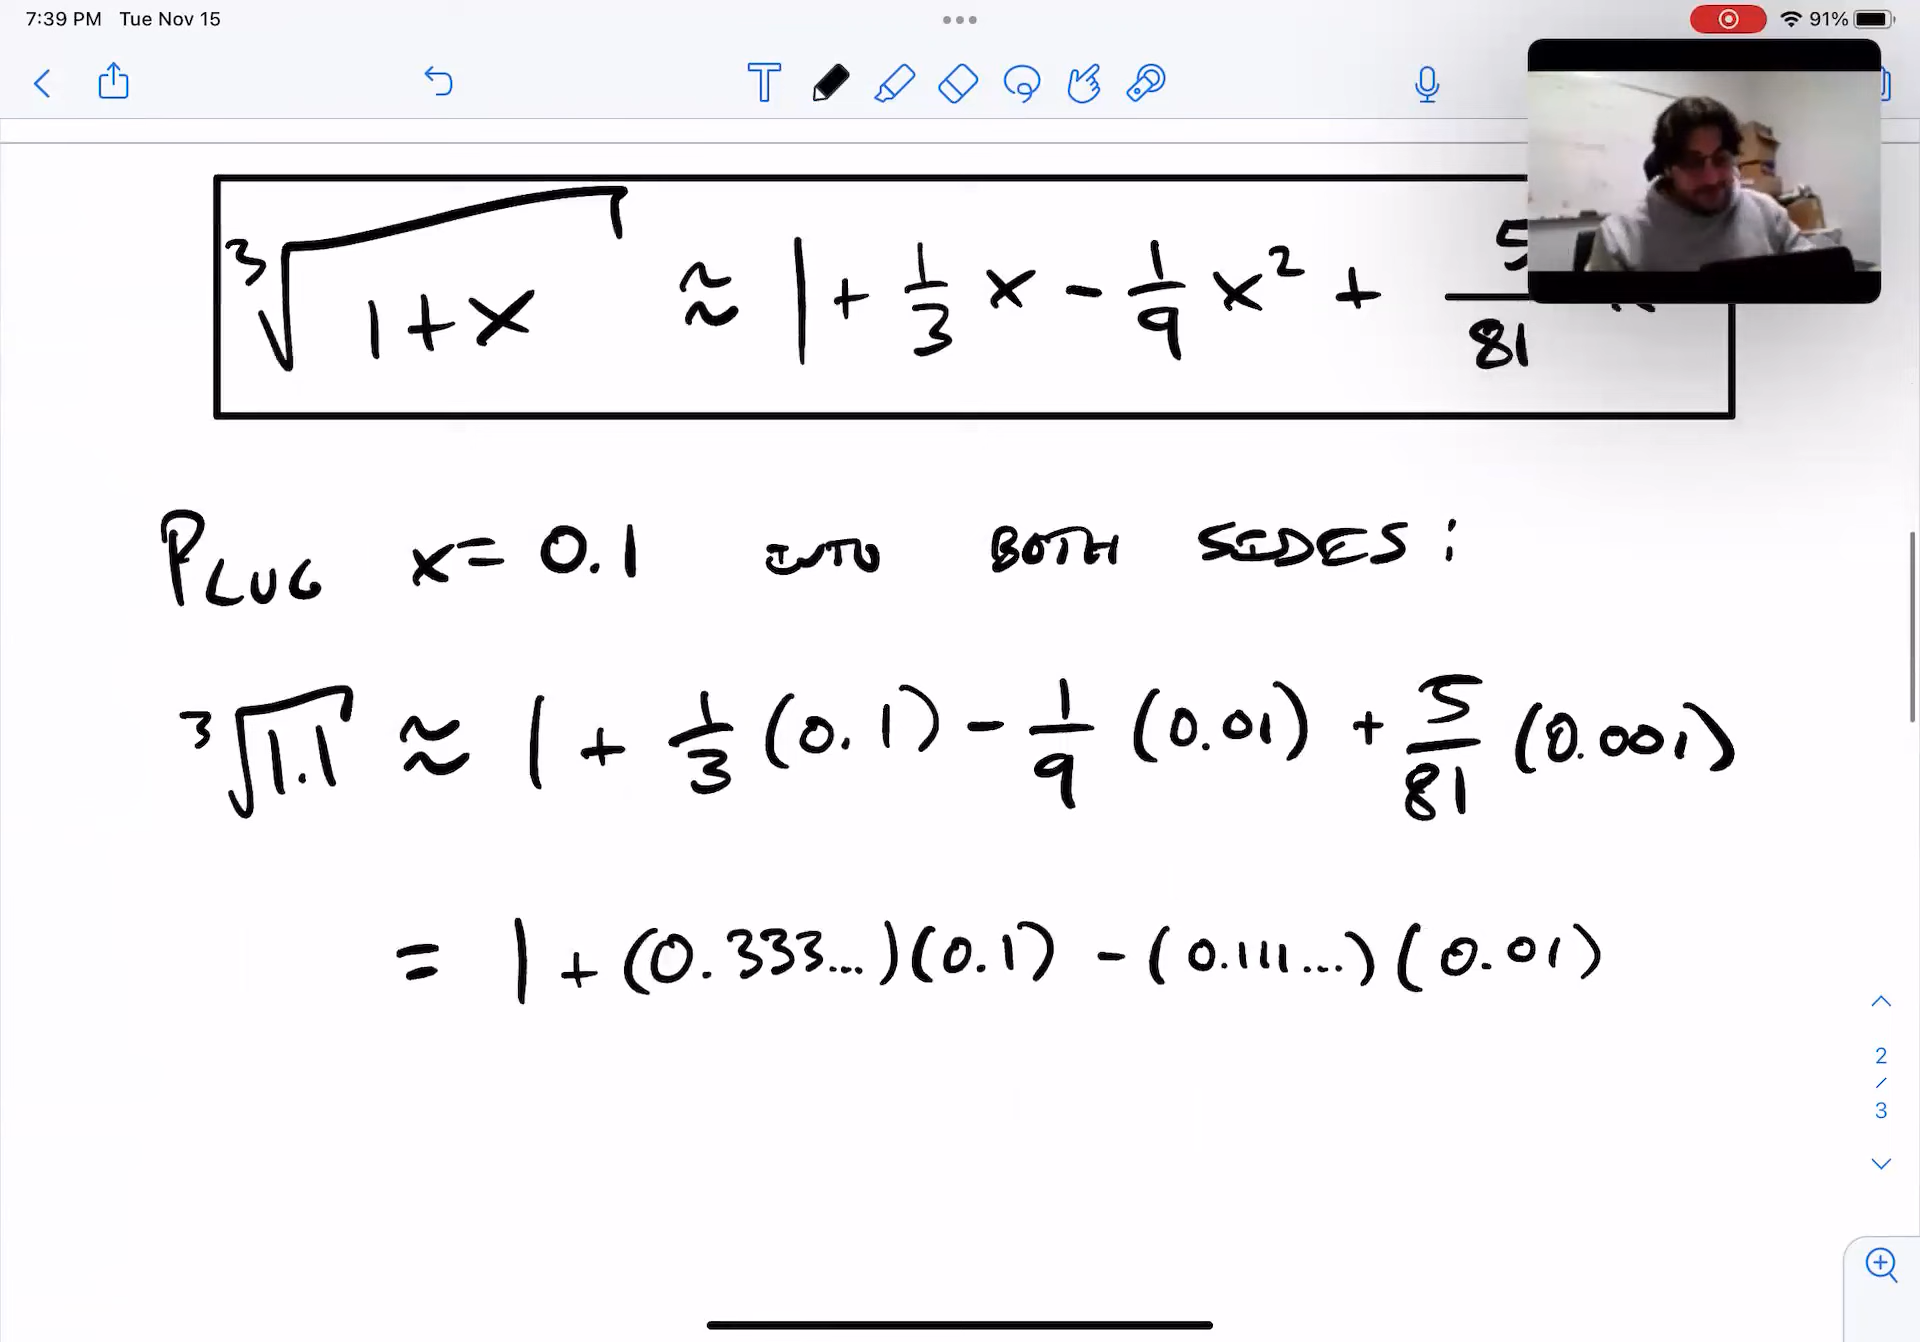 7:39 PM Tue Nov 15
91%
∛(1+x) ≈ 1 + 1/3 x - 1/9 x² + 5/81
PLUG x = 0.1 INTO BOTH SIDES:
∛1.1 ≈ 1 + 1/3 (0.1) - 1/9 (0.01) + 5/81 (0.001)
= 1 + (0.333...)(0.1) - (0.111...)(0.01)
2
/
3